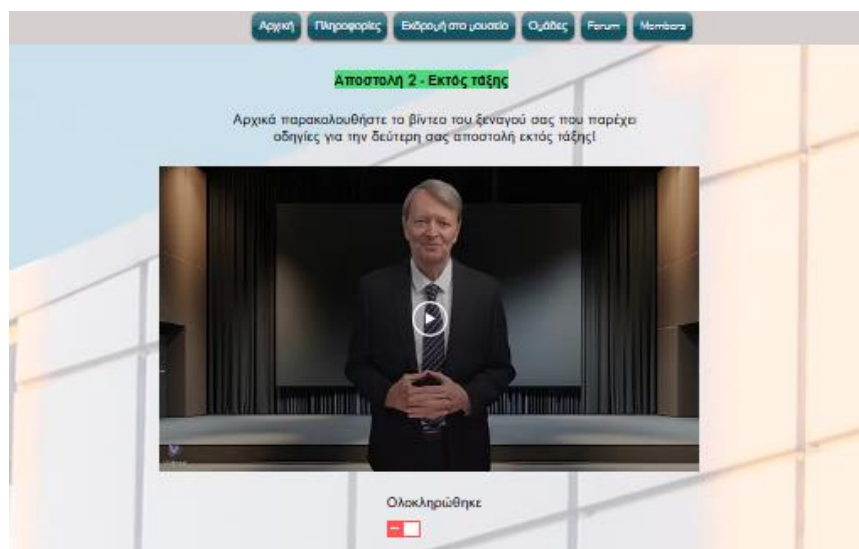 Αρχική Πληροφορίες Εκδρομή στο μουσείο Ομάδες Forum Members
Αποστολή 2 - Εκτός τάξης
Αρχικά παρακολουθήστε το βίντεο του ξεναγού σας που παρέχει
οδηγίες για την δεύτερη σας αποστολή εκτός τάξης!
Ολοκληρώθηκε